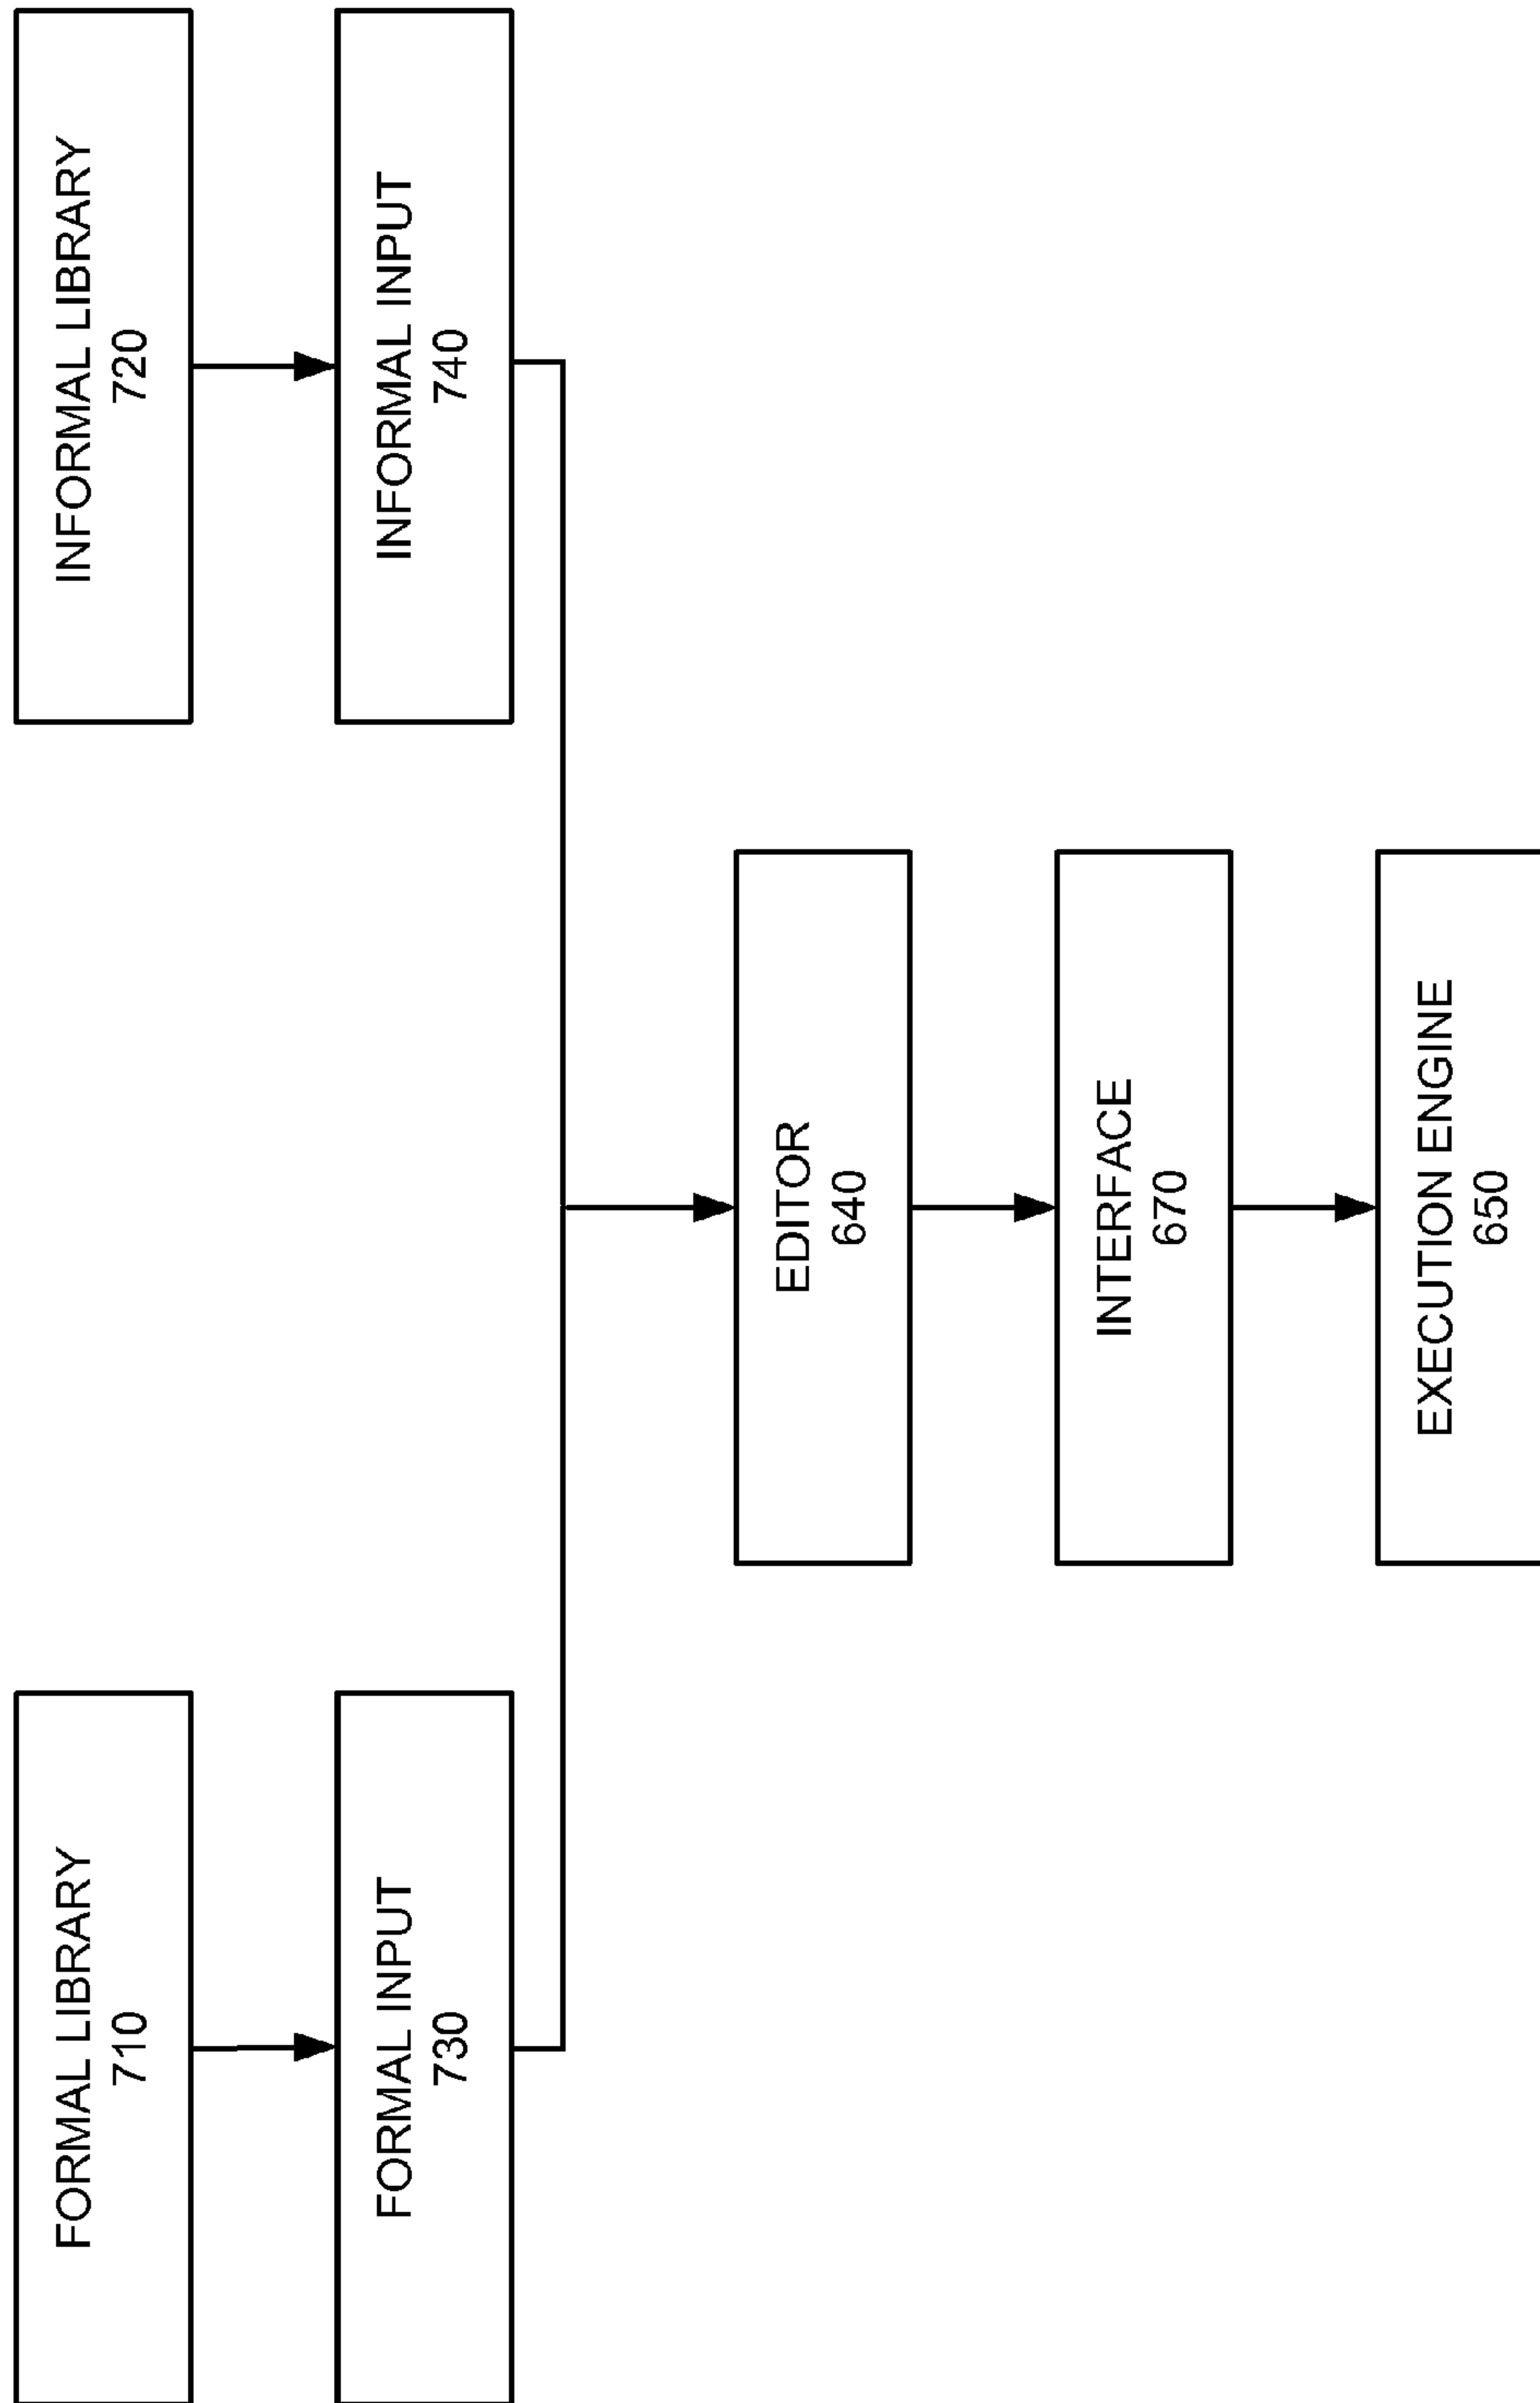 FORMAL LIBRARY
710
INFORMAL LIBRARY
720
FORMAL INPUT
730
INFORMAL INPUT
740
EDITOR
640
INTERFACE
670
EXECUTION ENGINE
650